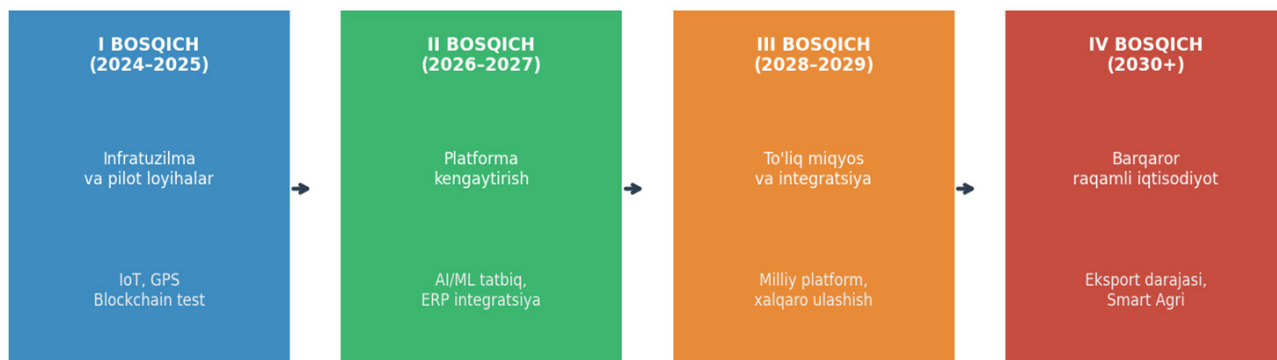 I BOSQICH
(2024–2025)
Infratuzilma
va pilot loyihalar
IoT, GPS
Blockchain test
II BOSQICH
(2026–2027)
Platforma
kengaytirish
AI/ML tatbiq,
ERP integratsiya
III BOSQICH
(2028–2029)
To'liq miqyos
va integratsiya
Milliy platform,
xalqaro ulashish
IV BOSQICH
(2030+)
Barqaror
raqamli iqtisodiyot
Eksport darajasi,
Smart Agri